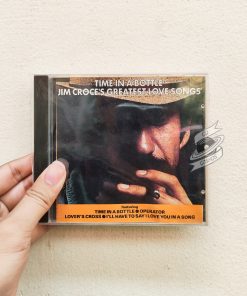 TIME IN A BOTTLE
JIM CROCE'S GREATEST LOVE SONGS
featuring
TIME IN A BOTTLE ● OPERATOR
LOVER'S CROSS ● I'LL HAVE TO SAY I LOVE YOU IN A SONG